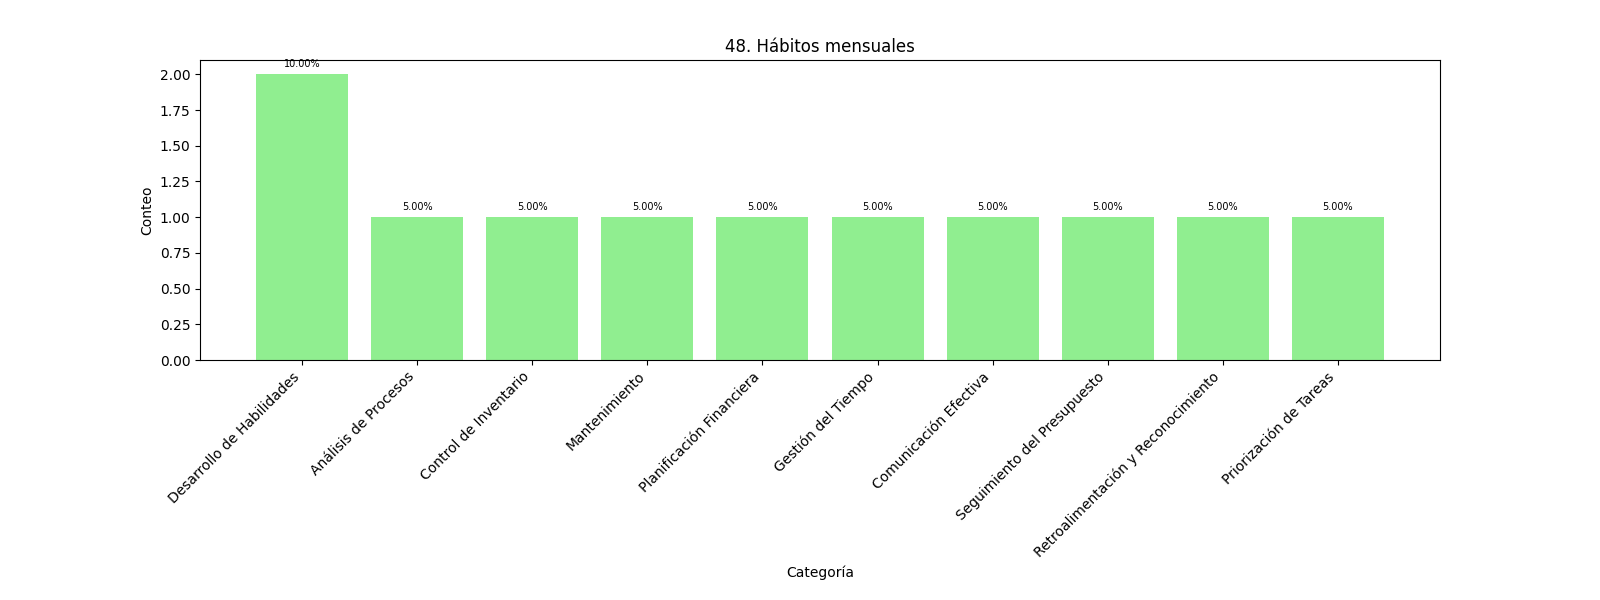 48. Hábitos mensuales
10.00%
5.00%
5.00%
5.00%
5.00%
5.00%
5.00%
5.00%
5.00%
5.00%
Conteo
2.00
1.75
1.50
1.25
1.00
0.75
0.50
0.25
0.00
Desarrollo de Habilidades
Análisis de Procesos
Control de Inventario
Mantenimiento
Planificación Financiera
Gestión del Tiempo
Comunicación Efectiva
Seguimiento del Presupuesto
Retroalimentación y Reconocimiento
Priorización de Tareas
Categoría